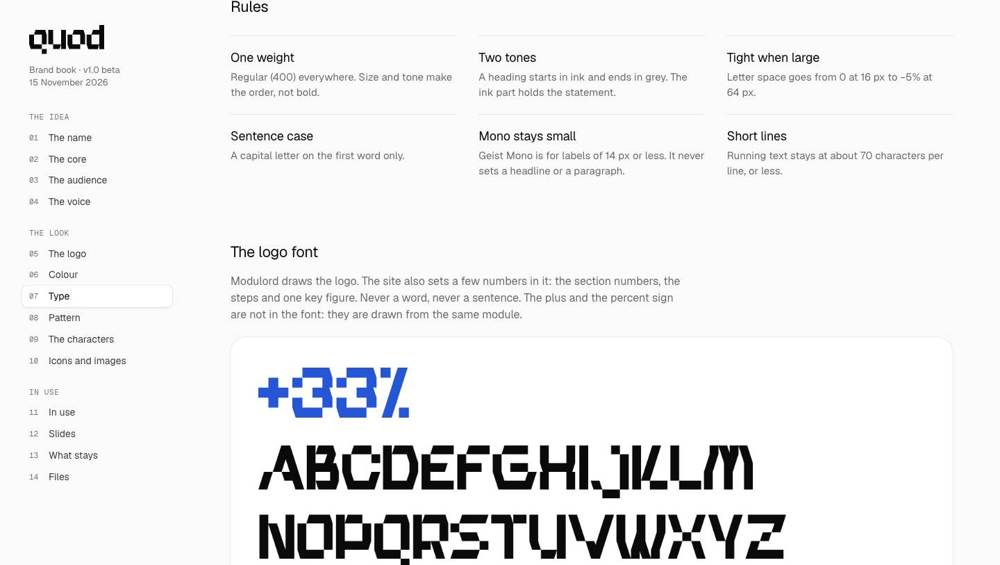 quod
Brand book · v1.0 beta
15 November 2026
THE IDEA
01 The name
02 The core
03 The audience
04 The voice
THE LOOK
05 The logo
06 Colour
07 Type
08 Pattern
09 The characters
10 Icons and images
IN USE
11 In use
12 Slides
13 What stays
14 Files
Rules
One weight
Regular (400) everywhere. Size and tone make
the order, not bold.
Two tones
A heading starts in ink and ends in grey. The
ink part holds the statement.
Tight when large
Letter space goes from 0 at 16 px to −5% at
64 px.
Sentence case
A capital letter on the first word only.
Mono stays small
Geist Mono is for labels of 14 px or less. It never
sets a headline or a paragraph.
Short lines
Running text stays at about 70 characters per
line, or less.
The logo font
Modulord draws the logo. The site also sets a few numbers in it: the section numbers, the
steps and one key figure. Never a word, never a sentence. The plus and the percent sign
are not in the font: they are drawn from the same module.
+33%
ABCDEFGHIJKLM
NOPQRSTUVWXYZ